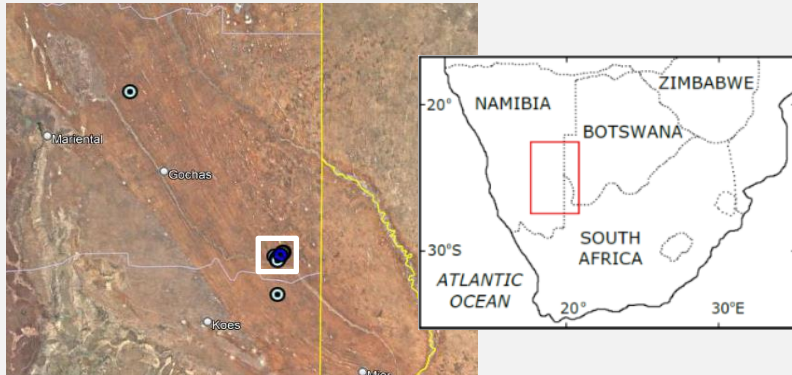 Mariental
Gochas
Koes
ZIMBABWE
NAMIBIA
20°
BOTSWANA
30°S
SOUTH
AFRICA
ATLANTIC
OCEAN
20°
30°E